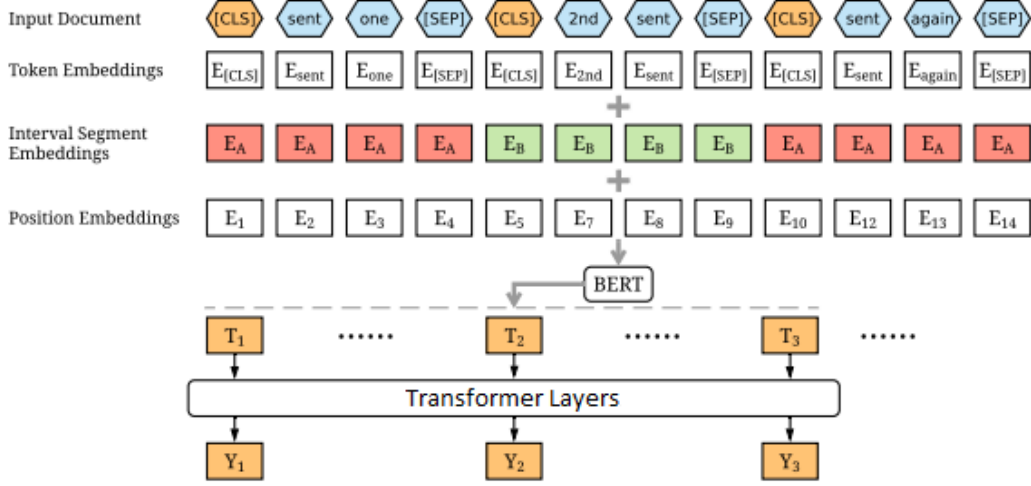 Input Document [CLS] sent one [SEP] [CLS] 2nd sent [SEP] [CLS] sent again [SEP]
Token Embeddings E[CLS] Esent Eone E[SEP] E[CLS] E2nd Esent E[SEP] E[CLS] Esent Eagain E[SEP]
+
Interval Segment
Embeddings EA EA EA EA EB EB EB EB EA EA EA EA
+
Position Embeddings E1 E2 E3 E4 E5 E7 E8 E9 E10 E12 E13 E14
BERT
T1 ...... T2 ...... T3 ......
Transformer Layers
Y1 Y2 Y3